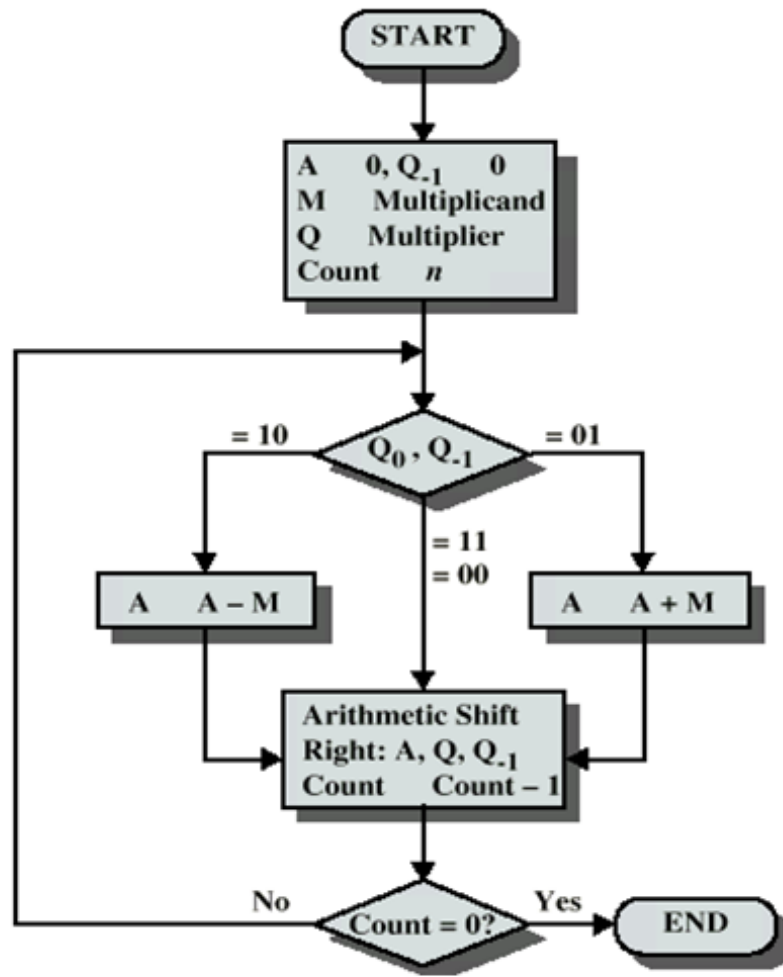 START
A 0, Q-1 0
M Multiplicand
Q Multiplier
Count n
= 10
Q0 , Q-1
= 01
= 11
= 00
A A – M
A A + M
Arithmetic Shift
Right: A, Q, Q-1
Count Count – 1
No
Count = 0?
Yes
END